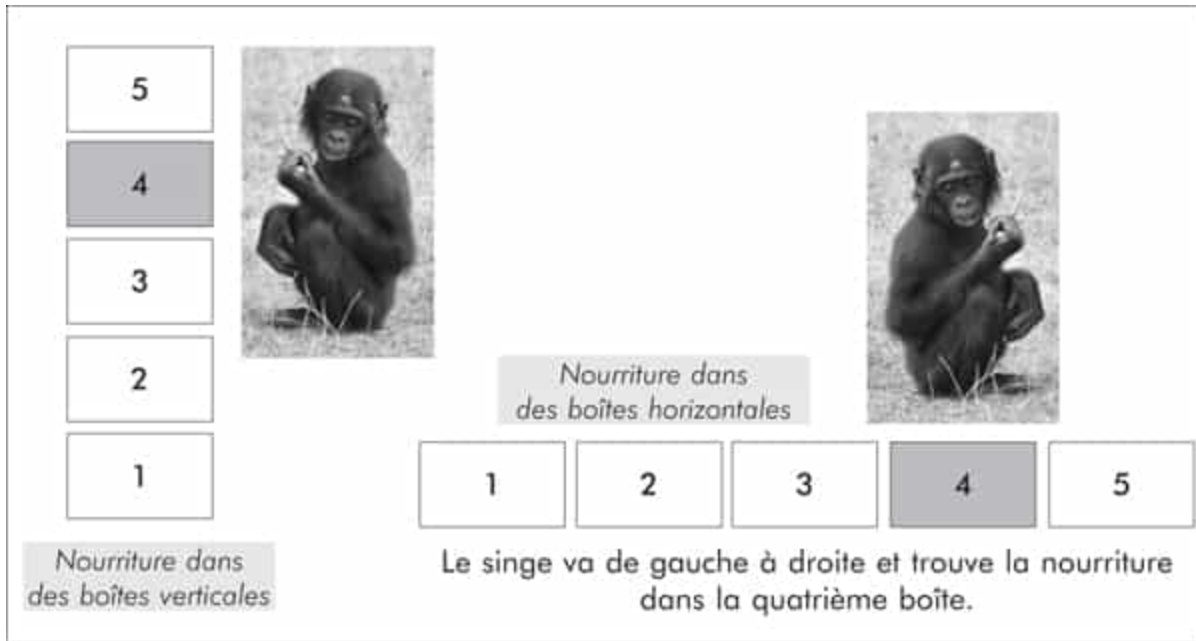 5
4
3
2
1
Nourriture dans
des boîtes verticales
Nourriture dans
des boîtes horizontales
1 2 3 4 5
Le singe va de gauche à droite et trouve la nourriture
dans la quatrième boîte.